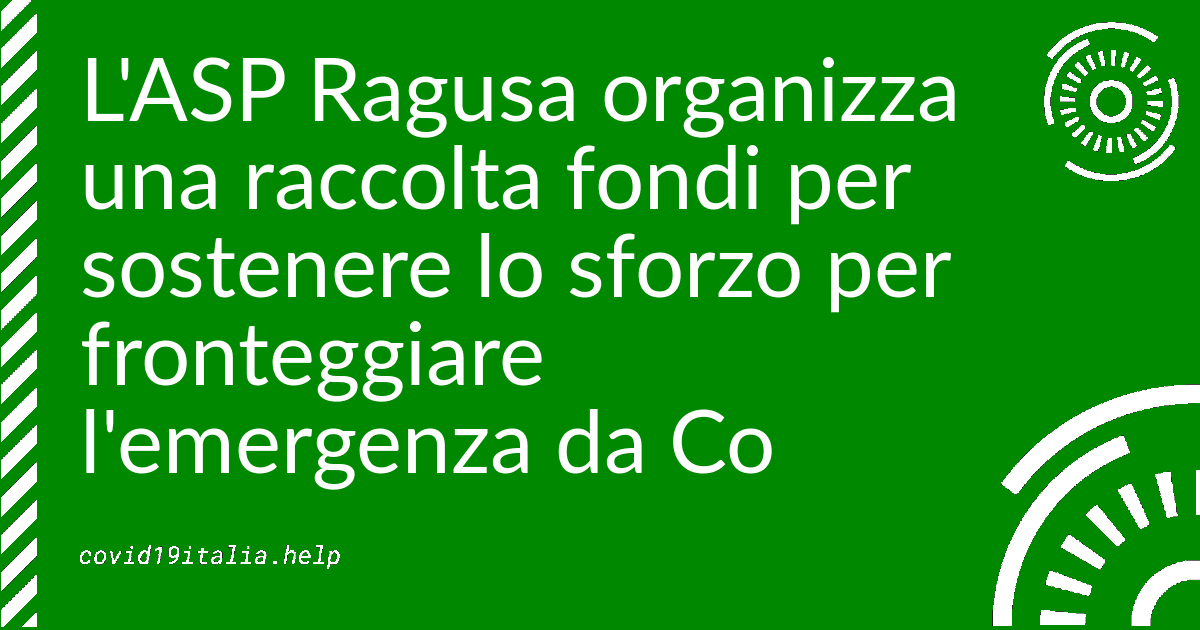 L'ASP Ragusa organizza
una raccolta fondi per
sostenere lo sforzo per
fronteggiare
l'emergenza da Co
covid19italia.help